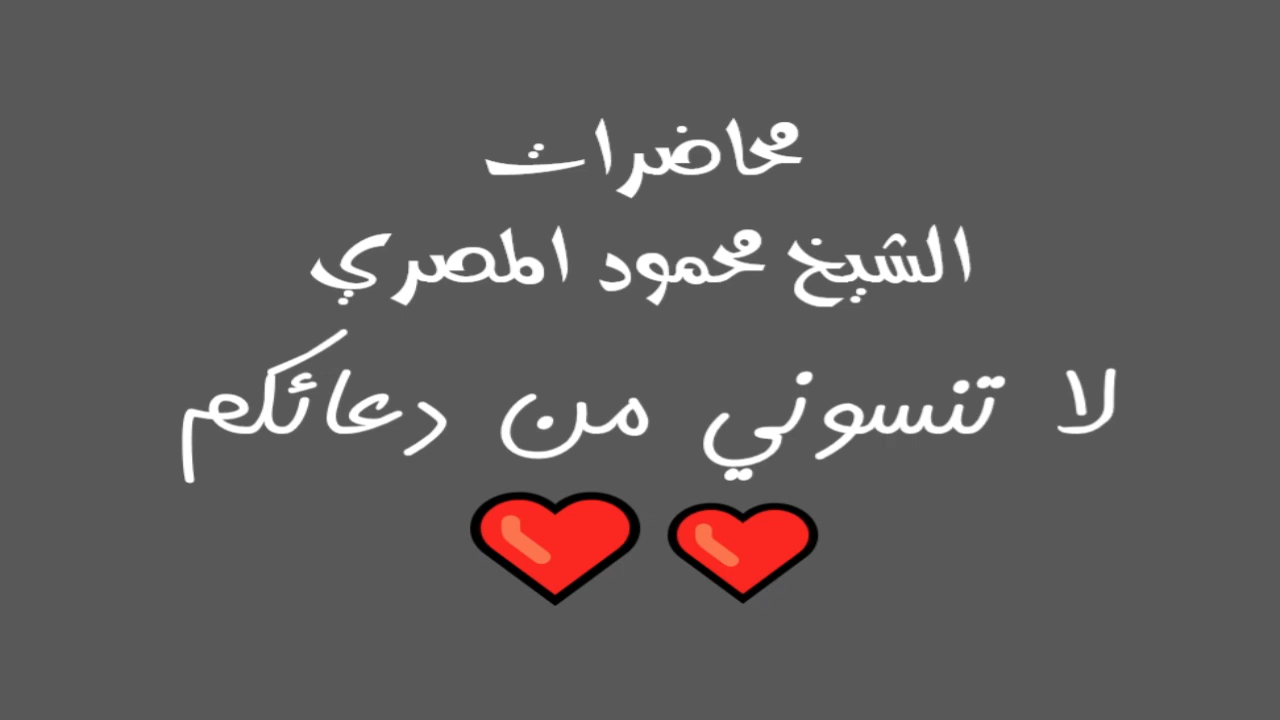 محاضرات
الشيخ محمود المصري
لا تنسوني من دعائكم